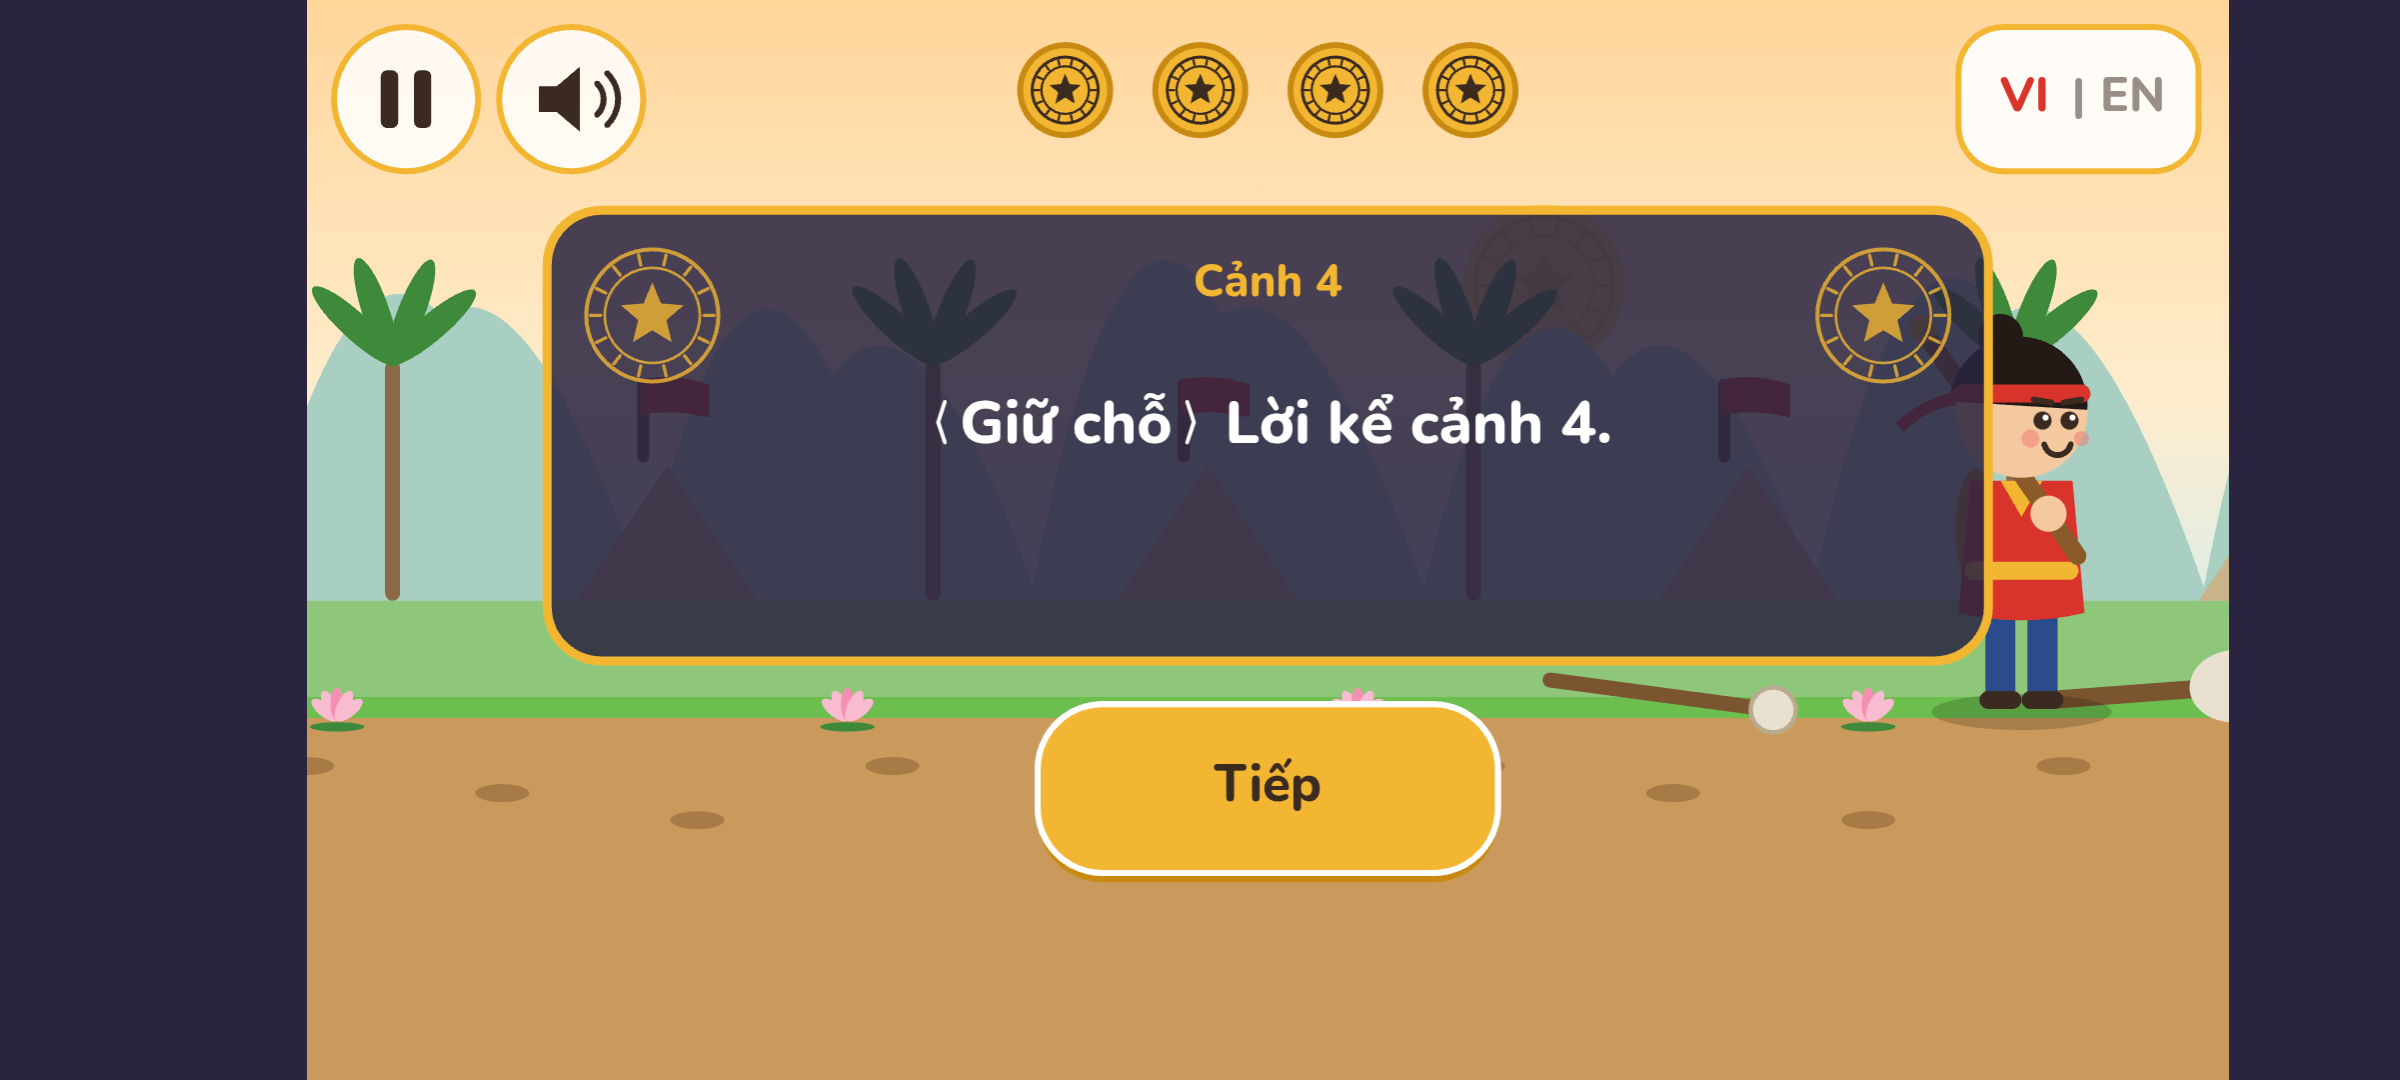 VI | EN
Cảnh 4
⟨Giữ chỗ⟩ Lời kể cảnh 4.
Tiếp